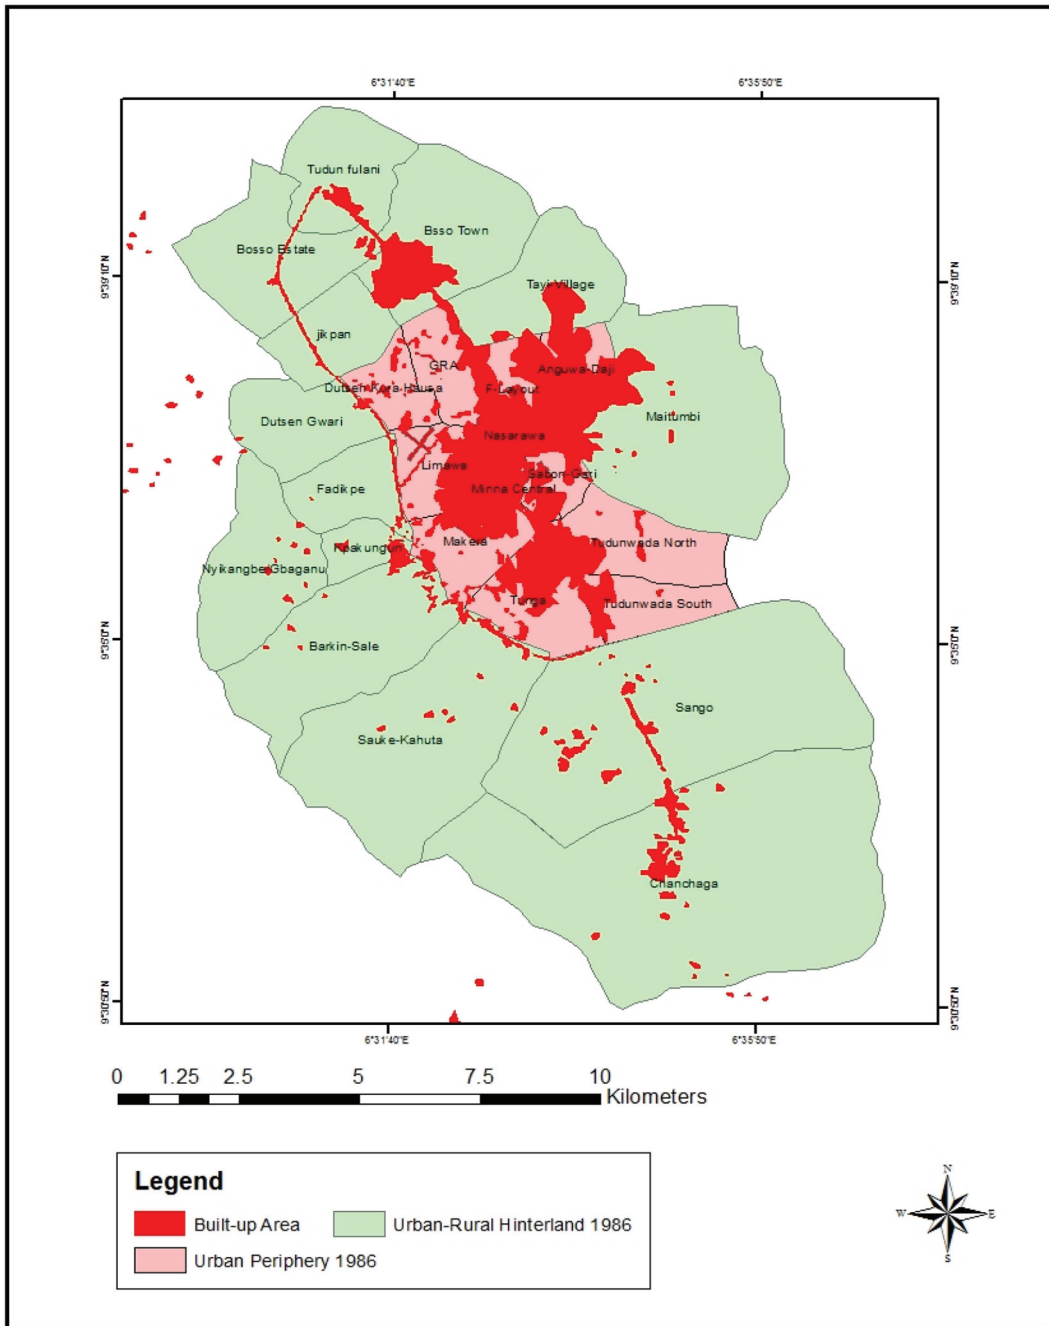 6°31'40"E 6°35'50"E
Tudun fulani
Bsso Town
Bosso Estate
Tayi-Village
jikpan
GRA
Anguwa-Daji
Dutsen Kura-Hausa
F-Layout
Maitumbi
Dutsen Gwari
Nasarawa
Limawa
Sabon-Gari
Fadikpe
Minna Central
Makera
Tudunwada North
Kpakungun
Nyikangbe/Gbaganu
Tunga
Tudunwada South
Barkin-Sale
Sango
Sauke-Kahuta
Chanchaga
6°31'40"E 6°35'50"E
0 1.25 2.5 5 7.5 10
Kilometers
Legend
Built-up Area
Urban-Rural Hinterland 1986
Urban Periphery 1986
N
W E
S